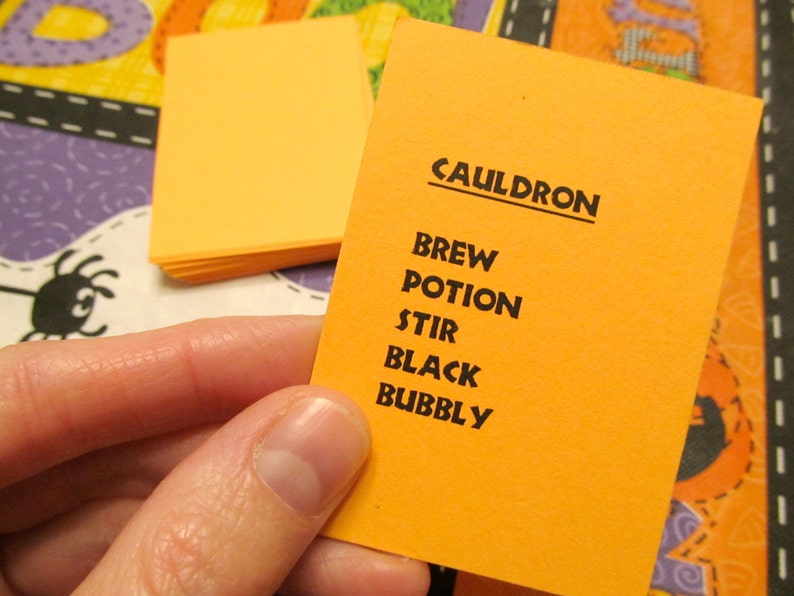 CAULDRON
BREW
POTION
STIR
BLACK
BUBBLY